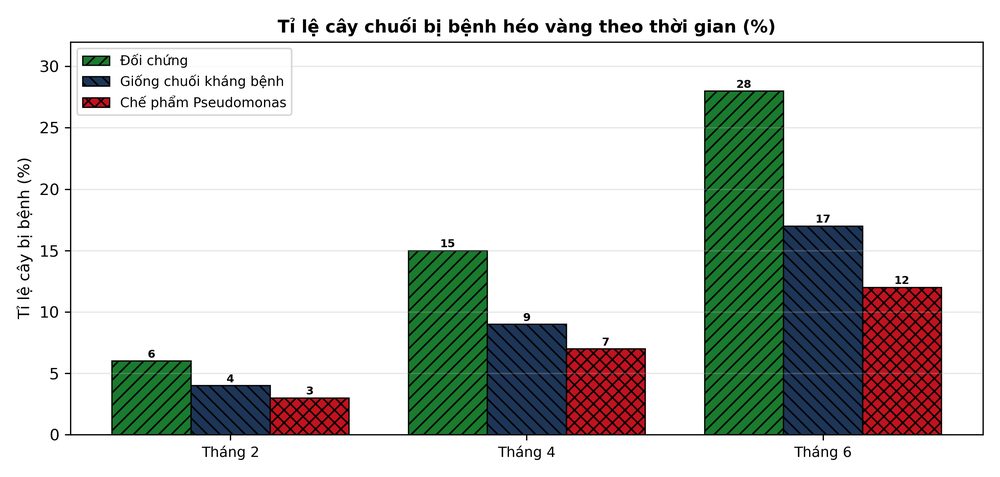 Tỉ lệ cây chuối bị bệnh héo vàng theo thời gian (%)
Đối chứng
Giống chuối kháng bệnh
Chế phẩm Pseudomonas
Tỉ lệ cây bị bệnh (%)
30
25
20
15
10
5
0
6
4
3
15
9
7
28
17
12
Tháng 2
Tháng 4
Tháng 6